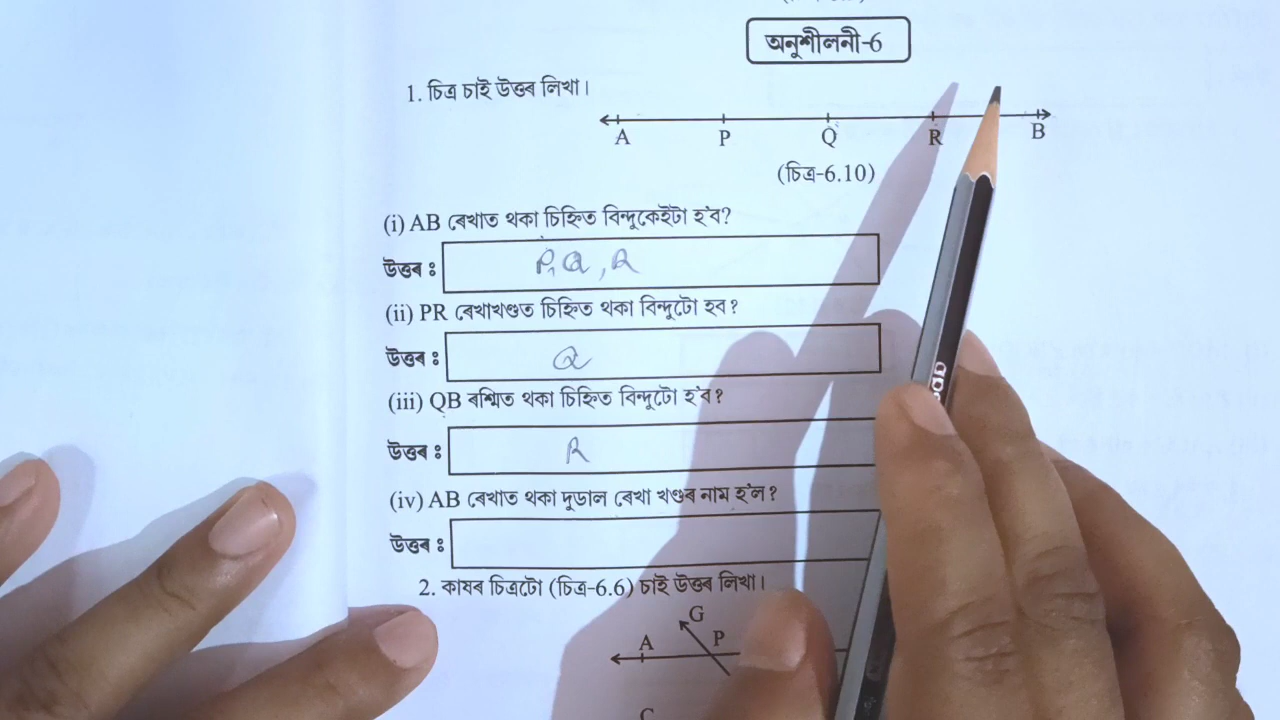 অনুশীলনী-6
1. চিত্ৰ চাই উত্তৰ লিখা।
A P Q R B
(চিত্ৰ-6.10)
(i) AB ৰেখাত থকা চিহ্নিত বিন্দুকেইটা হ'ব?
উত্তৰ : P, Q, R
(ii) PR ৰেখাখণ্ডত চিহ্নিত থকা বিন্দুটো হব?
উত্তৰ : Q
(iii) QB ৰশ্মিত থকা চিহ্নিত বিন্দুটো হ'ব?
উত্তৰ : R
(iv) AB ৰেখাত থকা দুডাল ৰেখা খণ্ডৰ নাম হ'ল?
উত্তৰ :
2. কাষৰ চিত্ৰটো (চিত্ৰ-6.6) চাই উত্তৰ লিখা।
G
A P